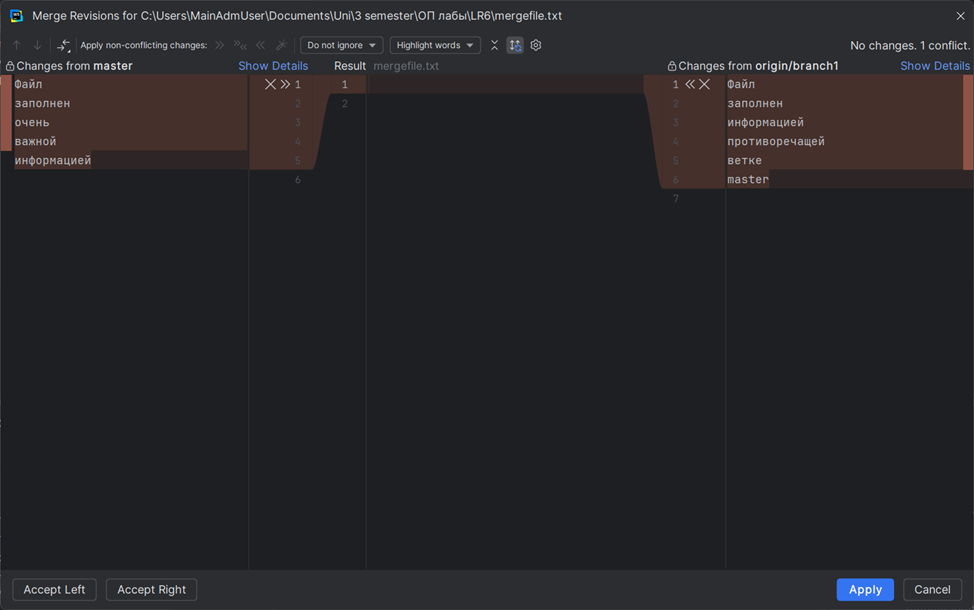 Merge Revisions for C:\Users\MainAdmUser\Documents\Uni\3 semester\ОП лабы\LR6\mergefile.txt
Apply non-conflicting changes: Do not ignore Highlight words No changes. 1 conflict.
Changes from master Show Details Result mergefile.txt Changes from origin/branch1 Show Details
Файл 1 1 1 Файл
заполнен 2 2 2 заполнен
очень 3 3 информацией
важной 4 4 противоречащей
информацией 5 5 ветке
6 6 master
7
Accept Left Accept Right Apply Cancel